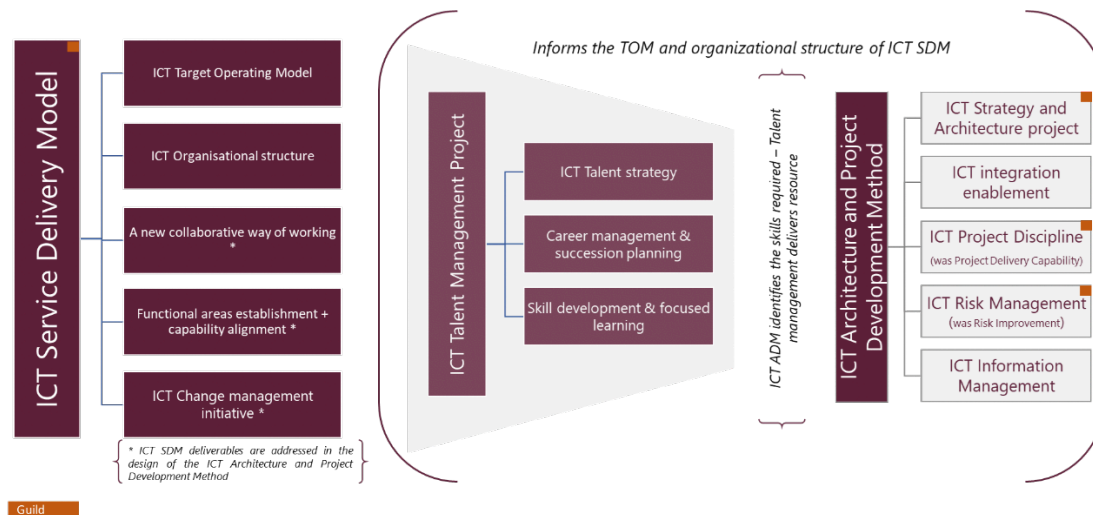 ICT Service Delivery Model
ICT Target Operating Model
ICT Organisational structure
A new collaborative way of working
*
Functional areas establishment +
capability alignment *
ICT Change management
initiative *
* ICT SDM deliverables are addressed in the
design of the ICT Architecture and Project
Development Method
Guild
Informs the TOM and organizational structure of ICT SDM
ICT Talent Management Project
ICT Talent strategy
Career management &
succession planning
Skill development & focused
learning
ICT ADM identifies the skills required – Talent
management delivers resource
ICT Architecture and Project
Development Method
ICT Strategy and
Architecture project
ICT integration
enablement
ICT Project Discipline
(was Project Delivery Capability)
ICT Risk Management
(was Risk Improvement)
ICT Information
Management